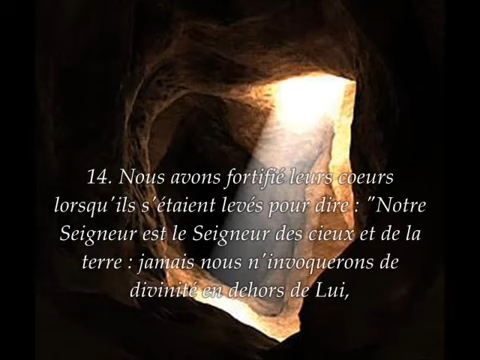 14. Nous avons fortifié leurs coeurs
lorsqu'ils s'étaient levés pour dire : "Notre
Seigneur est le Seigneur des cieux et de la
terre : jamais nous n'invoquerons de
divinité en dehors de Lui,